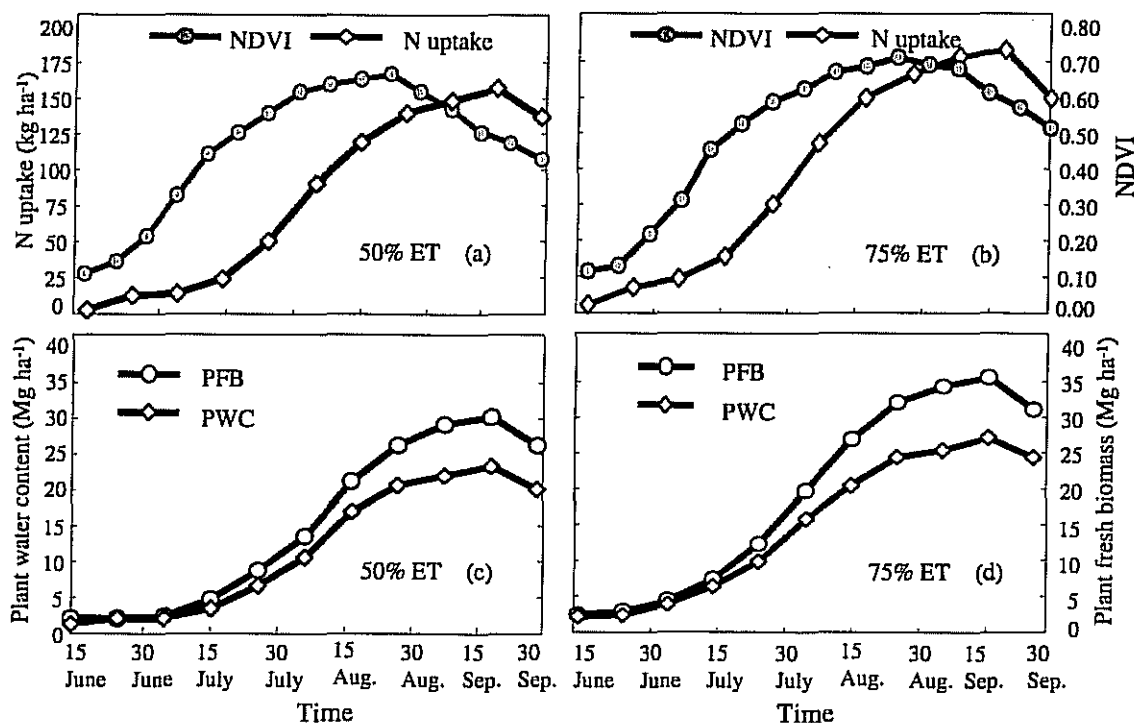 NDVI N uptake
200
175
150
125
100
75
50
25
0
N uptake (kg ha⁻¹)
50% ET (a)
NDVI N uptake
0.80
0.70
0.60
0.50
0.40
0.30
0.20
0.10
0.00
NDVI
75% ET (b)
40
35
30
25
20
15
10
5
0
Plant water content (Mg ha⁻¹)
PFB
PWC
50% ET (c)
15 30 15 30 15 30 15 30
June June July July Aug. Aug. Sep. Sep.
Time
PFB
PWC
75% ET (d)
40
35
30
25
20
15
10
5
0
Plant fresh biomass (Mg ha⁻¹)
15 30 15 30 15 30 15 30
June June July July Aug. Aug. Sep. Sep.
Time